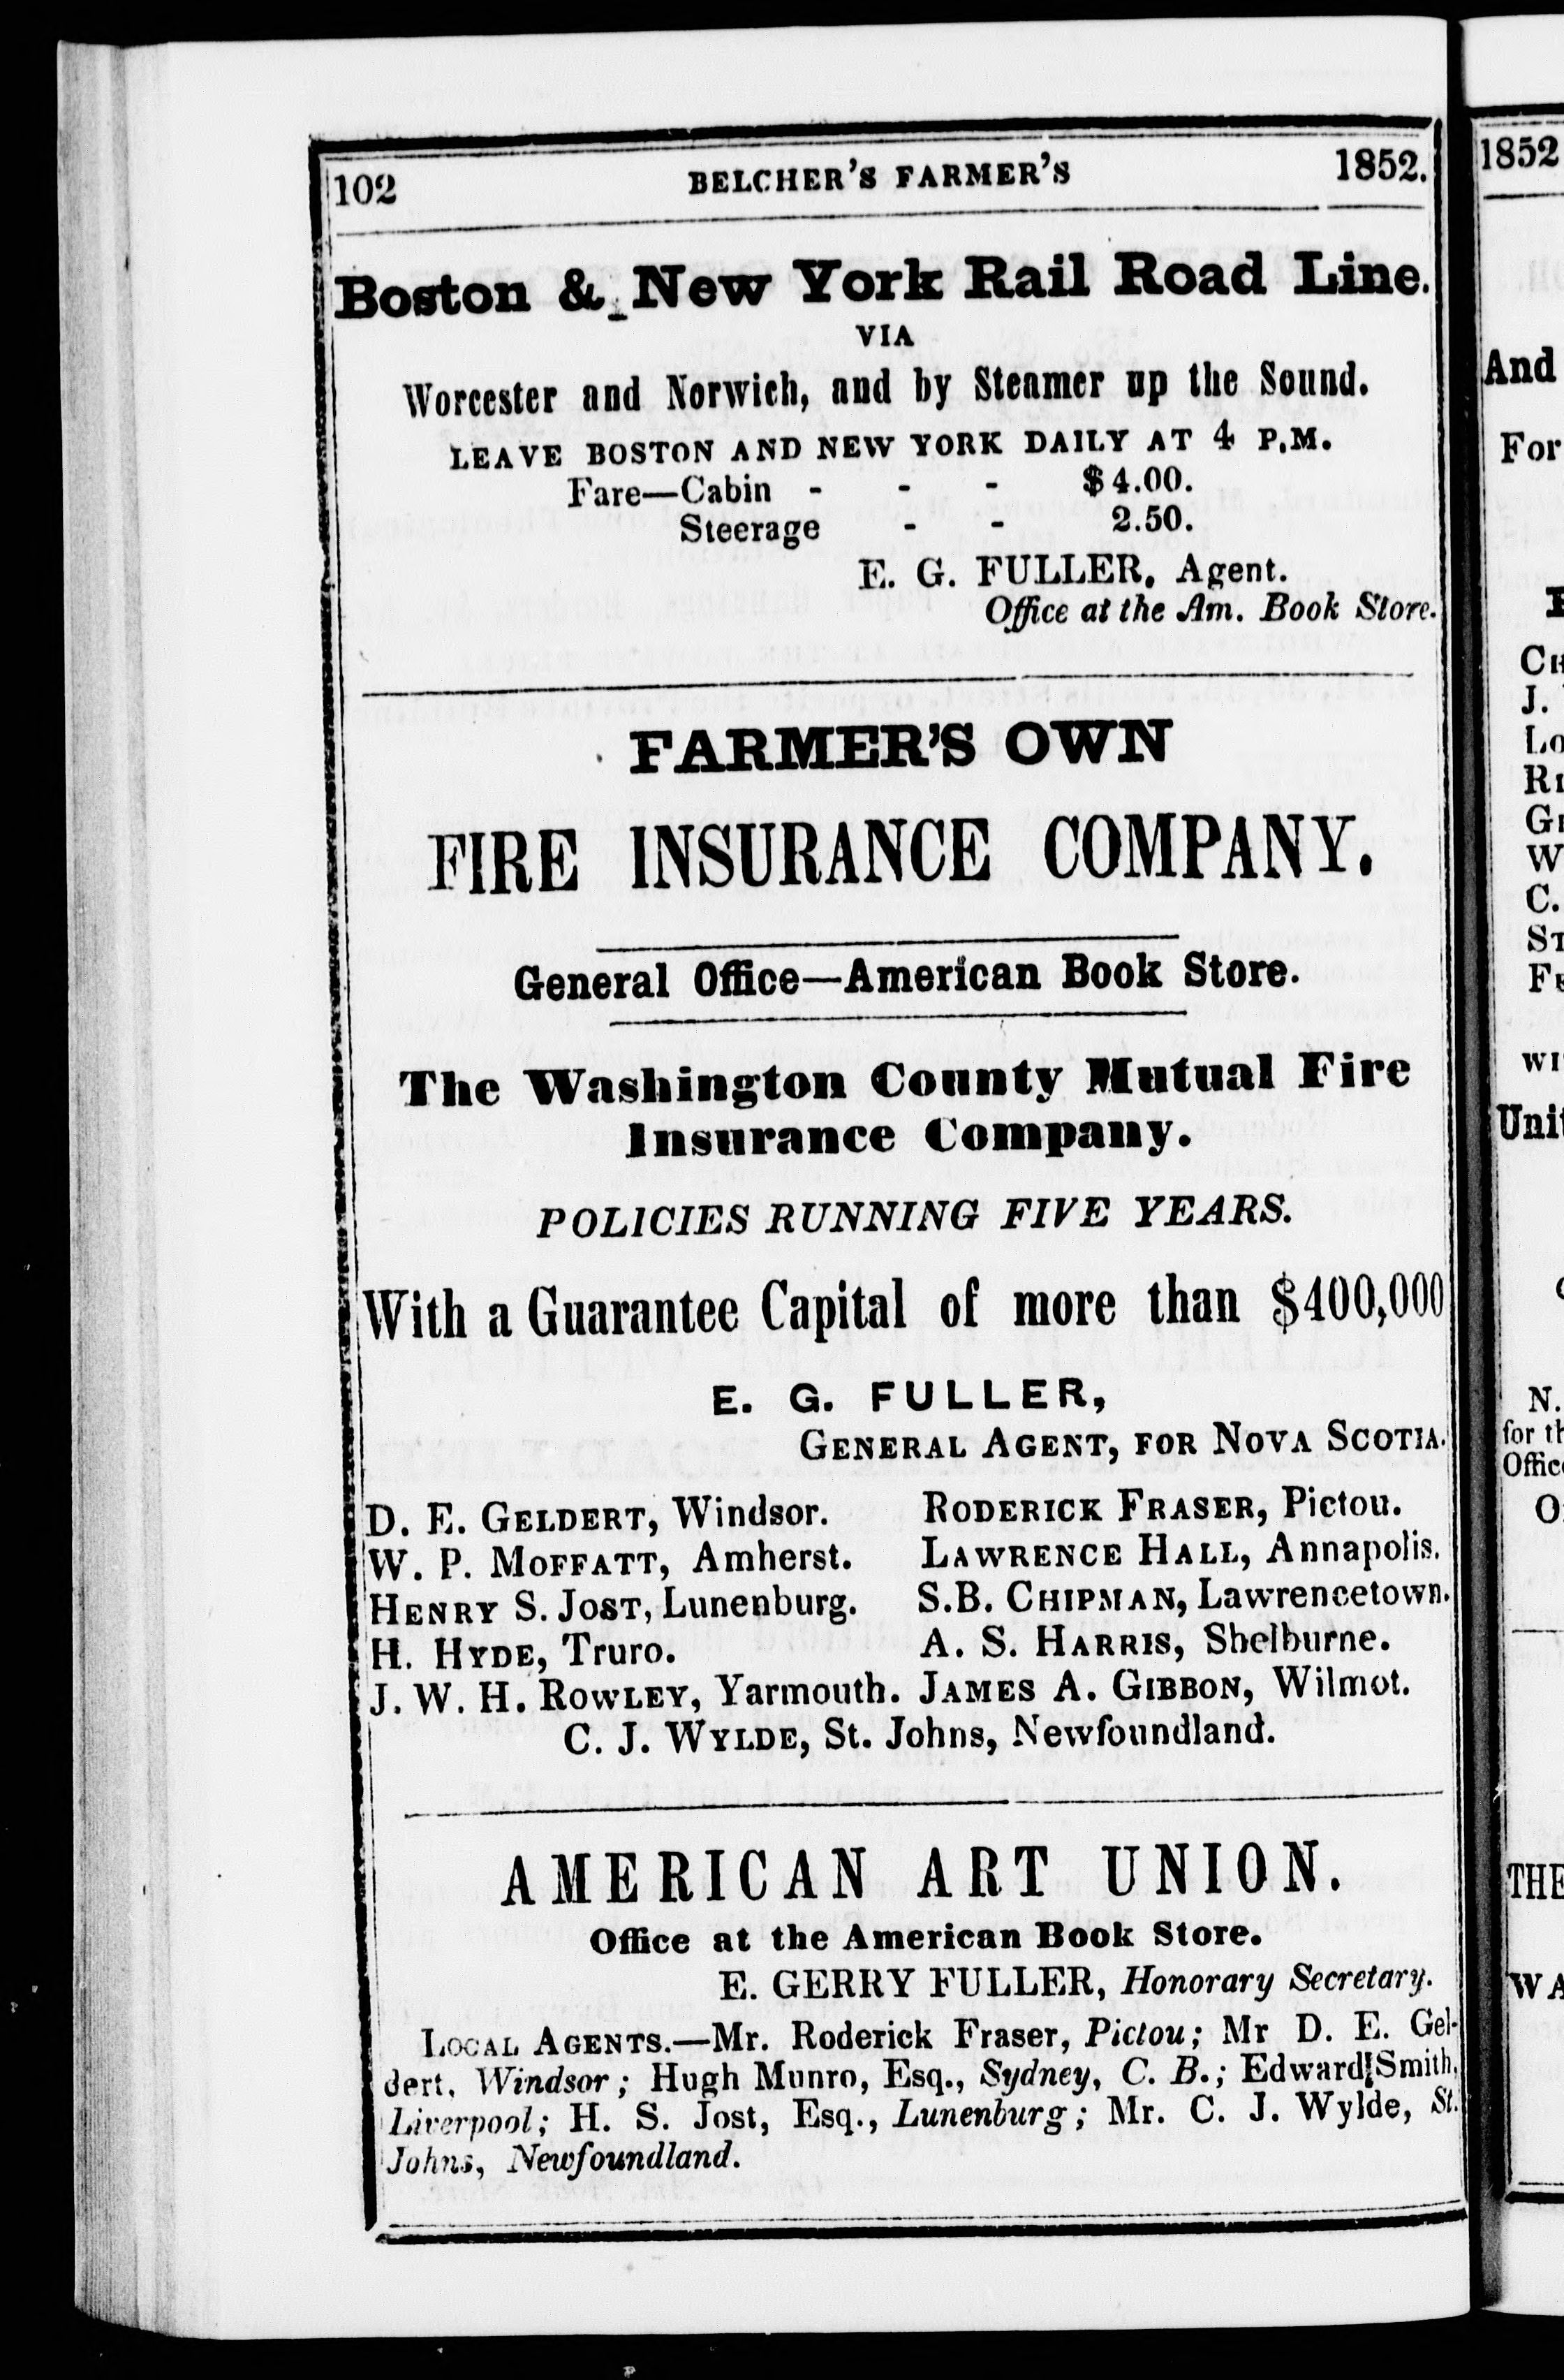 102 BELCHER'S FARMER'S 1852.
Boston & New York Rail Road Line.
VIA
Worcester and Norwich, and by Steamer up the Sound.
LEAVE BOSTON AND NEW YORK DAILY AT 4 P.M.
Fare—Cabin - - - $4.00.
Steerage - - 2.50.
E. G. FULLER, Agent.
Office at the Am. Book Store.
FARMER'S OWN
FIRE INSURANCE COMPANY.
General Office—American Book Store.
The Washington County Mutual Fire
Insurance Company.
POLICIES RUNNING FIVE YEARS.
With a Guarantee Capital of more than $400,000
E. G. FULLER,
GENERAL AGENT, FOR NOVA SCOTIA.
D. E. GELDERT, Windsor. RODERICK FRASER, Pictou.
W. P. MOFFATT, Amherst. LAWRENCE HALL, Annapolis.
HENRY S. JOST, Lunenburg. S.B. CHIPMAN, Lawrencetown.
H. HYDE, Truro. A. S. HARRIS, Shelburne.
J. W. H. ROWLEY, Yarmouth. JAMES A. GIBBON, Wilmot.
C. J. WYLDE, St. Johns, Newfoundland.
AMERICAN ART UNION.
Office at the American Book Store.
E. GERRY FULLER, Honorary Secretary.
LOCAL AGENTS.—Mr. Roderick Fraser, Pictou; Mr D. E. Gel-
dert, Windsor; Hugh Munro, Esq., Sydney, C. B.; Edward Smith,
Liverpool; H. S. Jost, Esq., Lunenburg; Mr. C. J. Wylde, St.
Johns, Newfoundland.
1852
And
For
J.
W
C.
N.
THE